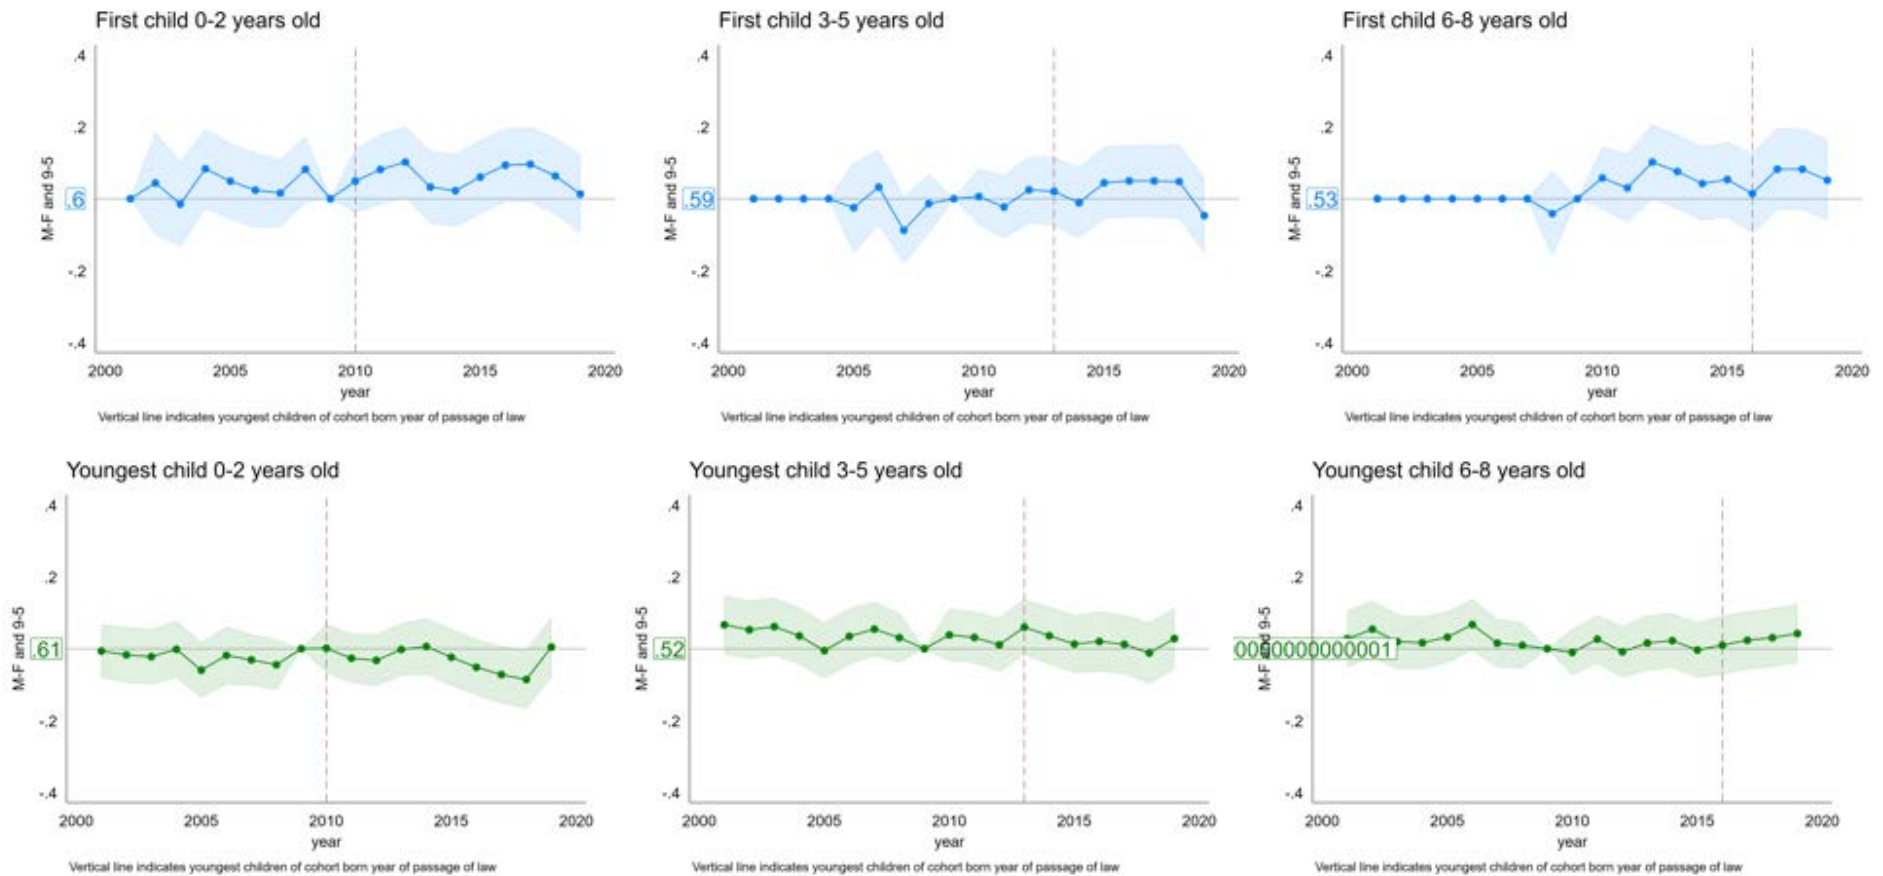 First child 0-2 years old
.4
.2
.6
-.2
-.4
M-F and 9-5
2000 2005 2010 2015 2020
year
Vertical line indicates youngest children of cohort born year of passage of law
First child 3-5 years old
.4
.2
.59
-.2
-.4
M-F and 9-5
2000 2005 2010 2015 2020
year
Vertical line indicates youngest children of cohort born year of passage of law
First child 6-8 years old
.4
.2
.53
-.2
-.4
M-F and 9-5
2000 2005 2010 2015 2020
year
Vertical line indicates youngest children of cohort born year of passage of law
Youngest child 0-2 years old
.4
.2
.61
-.2
-.4
M-F and 9-5
2000 2005 2010 2015 2020
year
Vertical line indicates youngest children of cohort born year of passage of law
Youngest child 3-5 years old
.4
.2
.52
-.2
-.4
M-F and 9-5
2000 2005 2010 2015 2020
year
Vertical line indicates youngest children of cohort born year of passage of law
Youngest child 6-8 years old
.4
.2
-.2
-.4
M-F and 9-5
2000 2005 2010 2015 2020
year
Vertical line indicates youngest children of cohort born year of passage of law